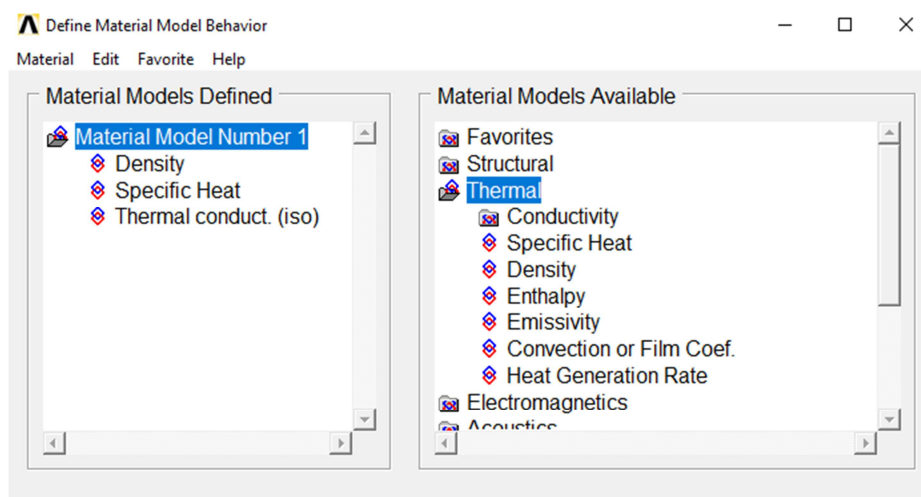 Define Material Model Behavior
Material Edit Favorite Help
Material Models Defined
Material Model Number 1
Density
Specific Heat
Thermal conduct. (iso)
Material Models Available
Favorites
Structural
Thermal
Conductivity
Specific Heat
Density
Enthalpy
Emissivity
Convection or Film Coef.
Heat Generation Rate
Electromagnetics
Acoustics